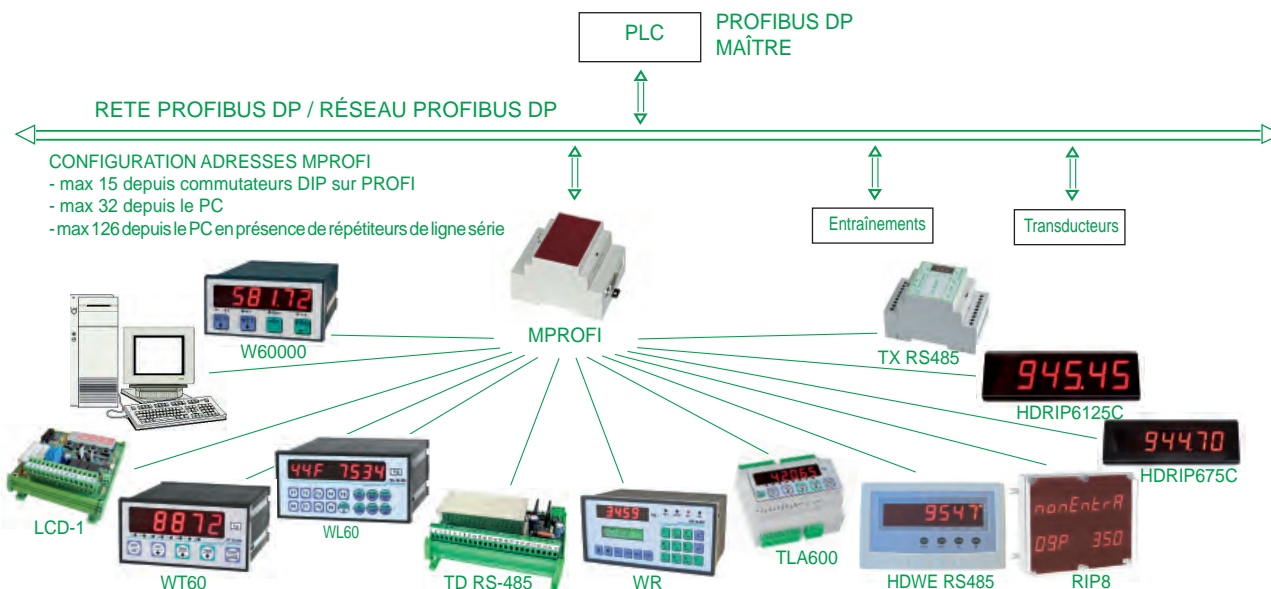 PLC
PROFIBUS DP
MAÎTRE
RETE PROFIBUS DP / RÉSEAU PROFIBUS DP
CONFIGURATION ADRESSES MPROFI
- max 15 depuis commutateurs DIP sur PROFI
- max 32 depuis le PC
- max 126 depuis le PC en présence de répétiteurs de ligne série
Entraînements
Transducteurs
581.72
W60000
MPROFI
TX RS485
945.45
HDRIP6125C
944.70
HDRIP675C
LCD-1
8872
WT60
44F 7534
WL60
TD RS-485
3459
WR
42065
TLA600
9547
HDWE RS485
nonEntrA
DGP 350
RIP8